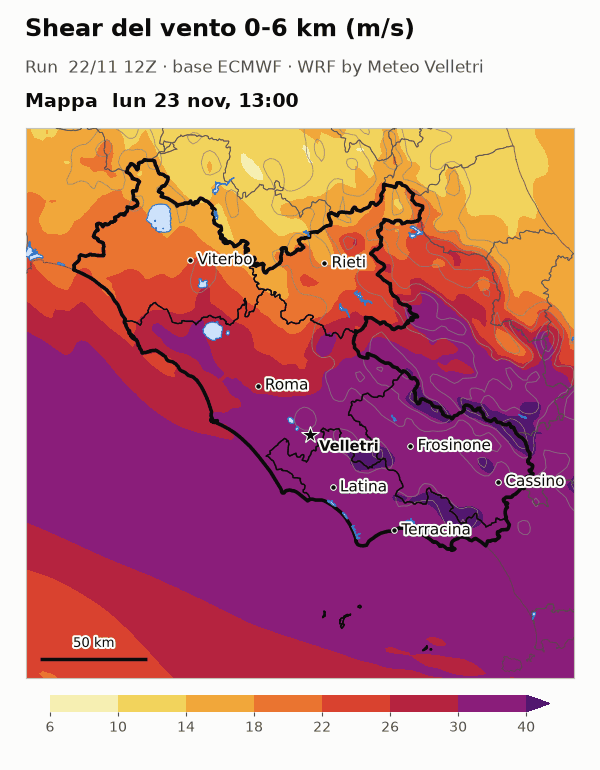 Shear del vento 0-6 km (m/s)
Run  22/11 12Z · base ECMWF · WRF by Meteo Velletri
Mappa  lun 23 nov, 13:00
Viterbo
Rieti
Roma
Velletri
Frosinone
Cassino
Latina
Terracina
50 km
6 10 14 18 22 26 30 40